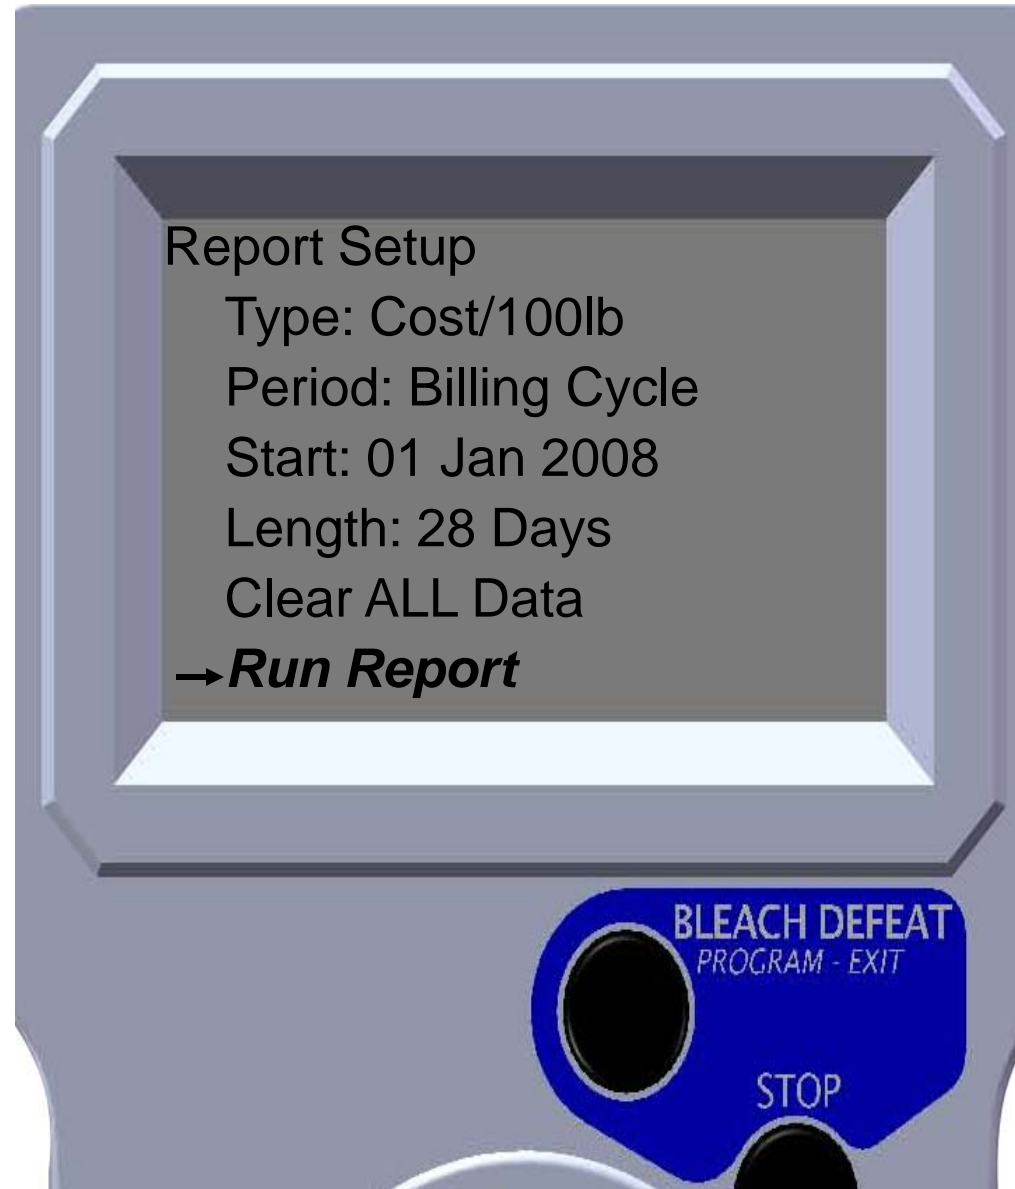 Report Setup
Type: Cost/100lb
Period: Billing Cycle
Start: 01 Jan 2008
Length: 28 Days
Clear ALL Data
→Run Report
BLEACH DEFEAT
PROGRAM - EXIT
STOP